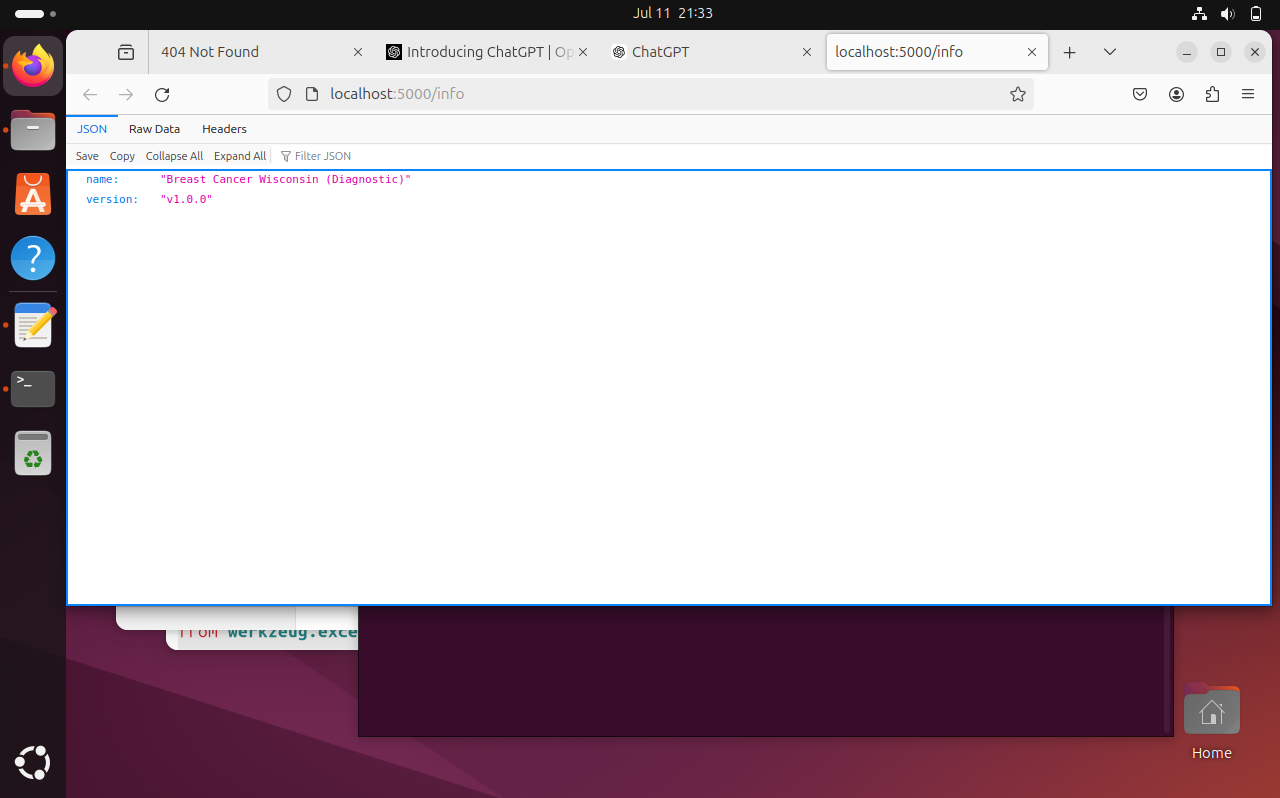 Jul 11 21:33
404 Not Found
Introducing ChatGPT | Op
ChatGPT
localhost:5000/info
localhost:5000/info
JSON
Raw Data
Headers
Save
Copy
Collapse All
Expand All
Filter JSON
name: "Breast Cancer Wisconsin (Diagnostic)"
version: "v1.0.0"
from werkzeug.exce
Home